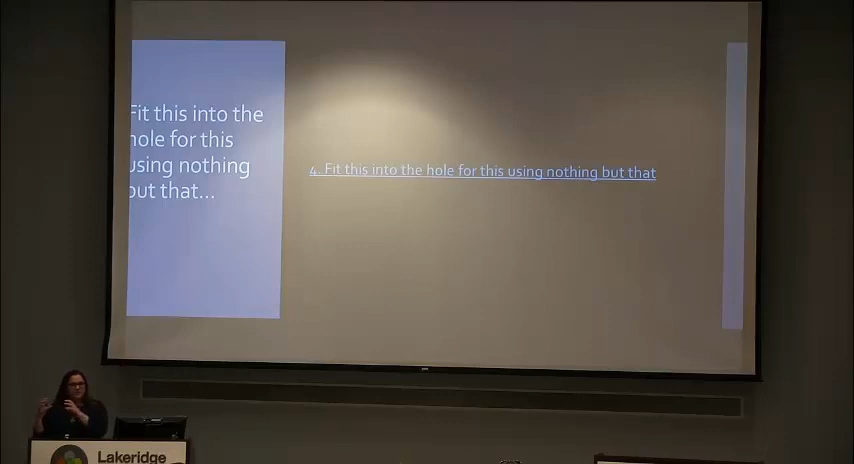 Fit this into the
hole for this
using nothing
but that...
4. Fit this into the hole for this using nothing but that
Lakeridge